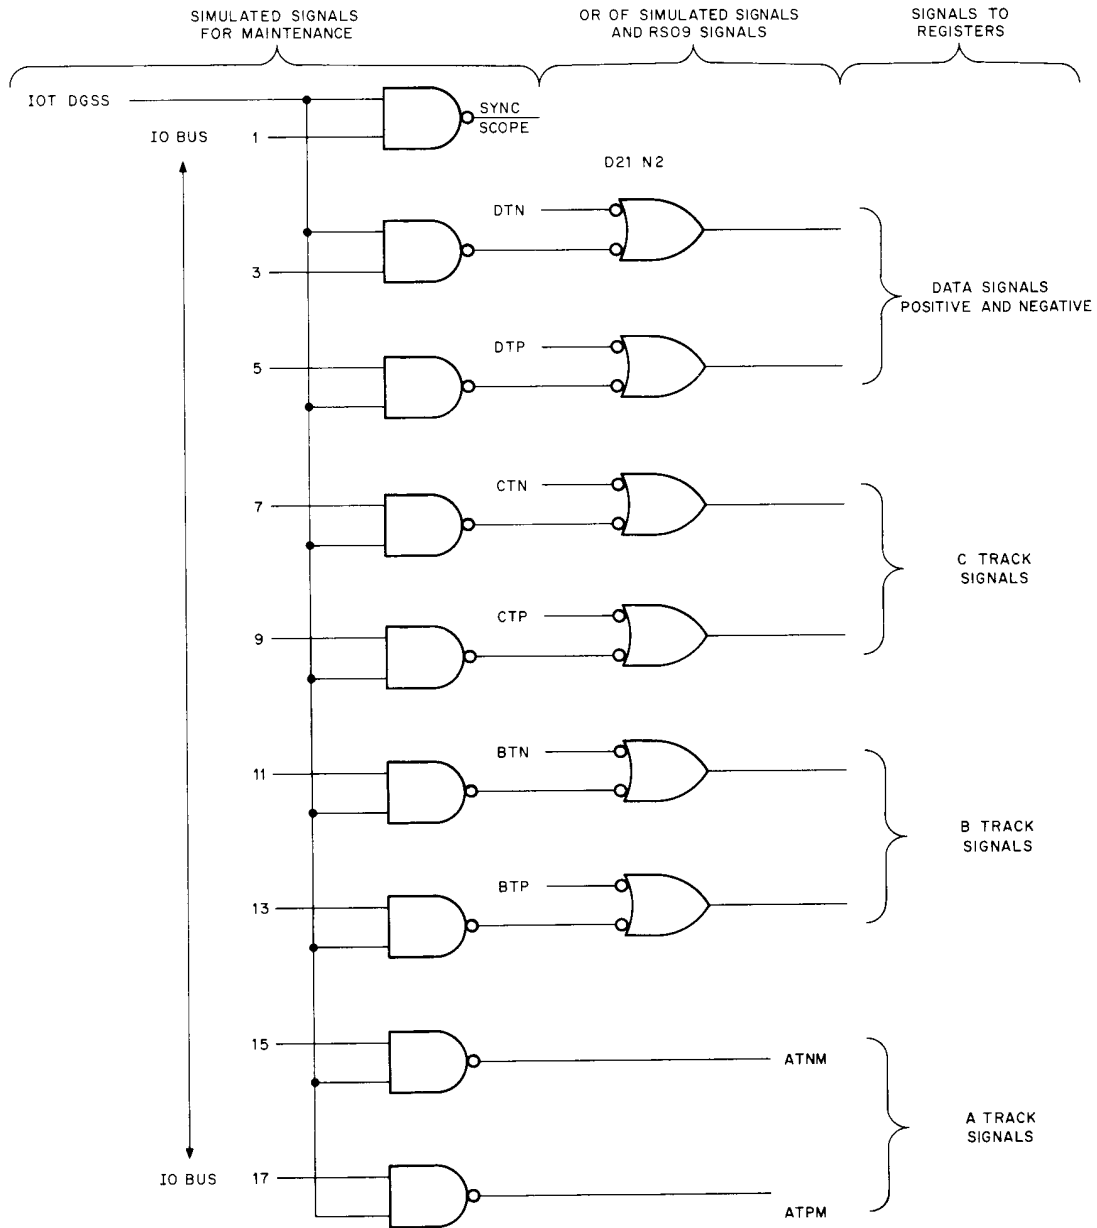 SIMULATED SIGNALS
FOR MAINTENANCE
OR OF SIMULATED SIGNALS
AND RS09 SIGNALS
SIGNALS TO
REGISTERS
IOT DGSS
IO BUS
1
SYNC
SCOPE
D21 N2
DTN
3
DATA SIGNALS
POSITIVE AND NEGATIVE
DTP
5
CTN
7
C TRACK
SIGNALS
CTP
9
BTN
11
B TRACK
SIGNALS
BTP
13
15
ATNM
A TRACK
SIGNALS
IO BUS
17
ATPM